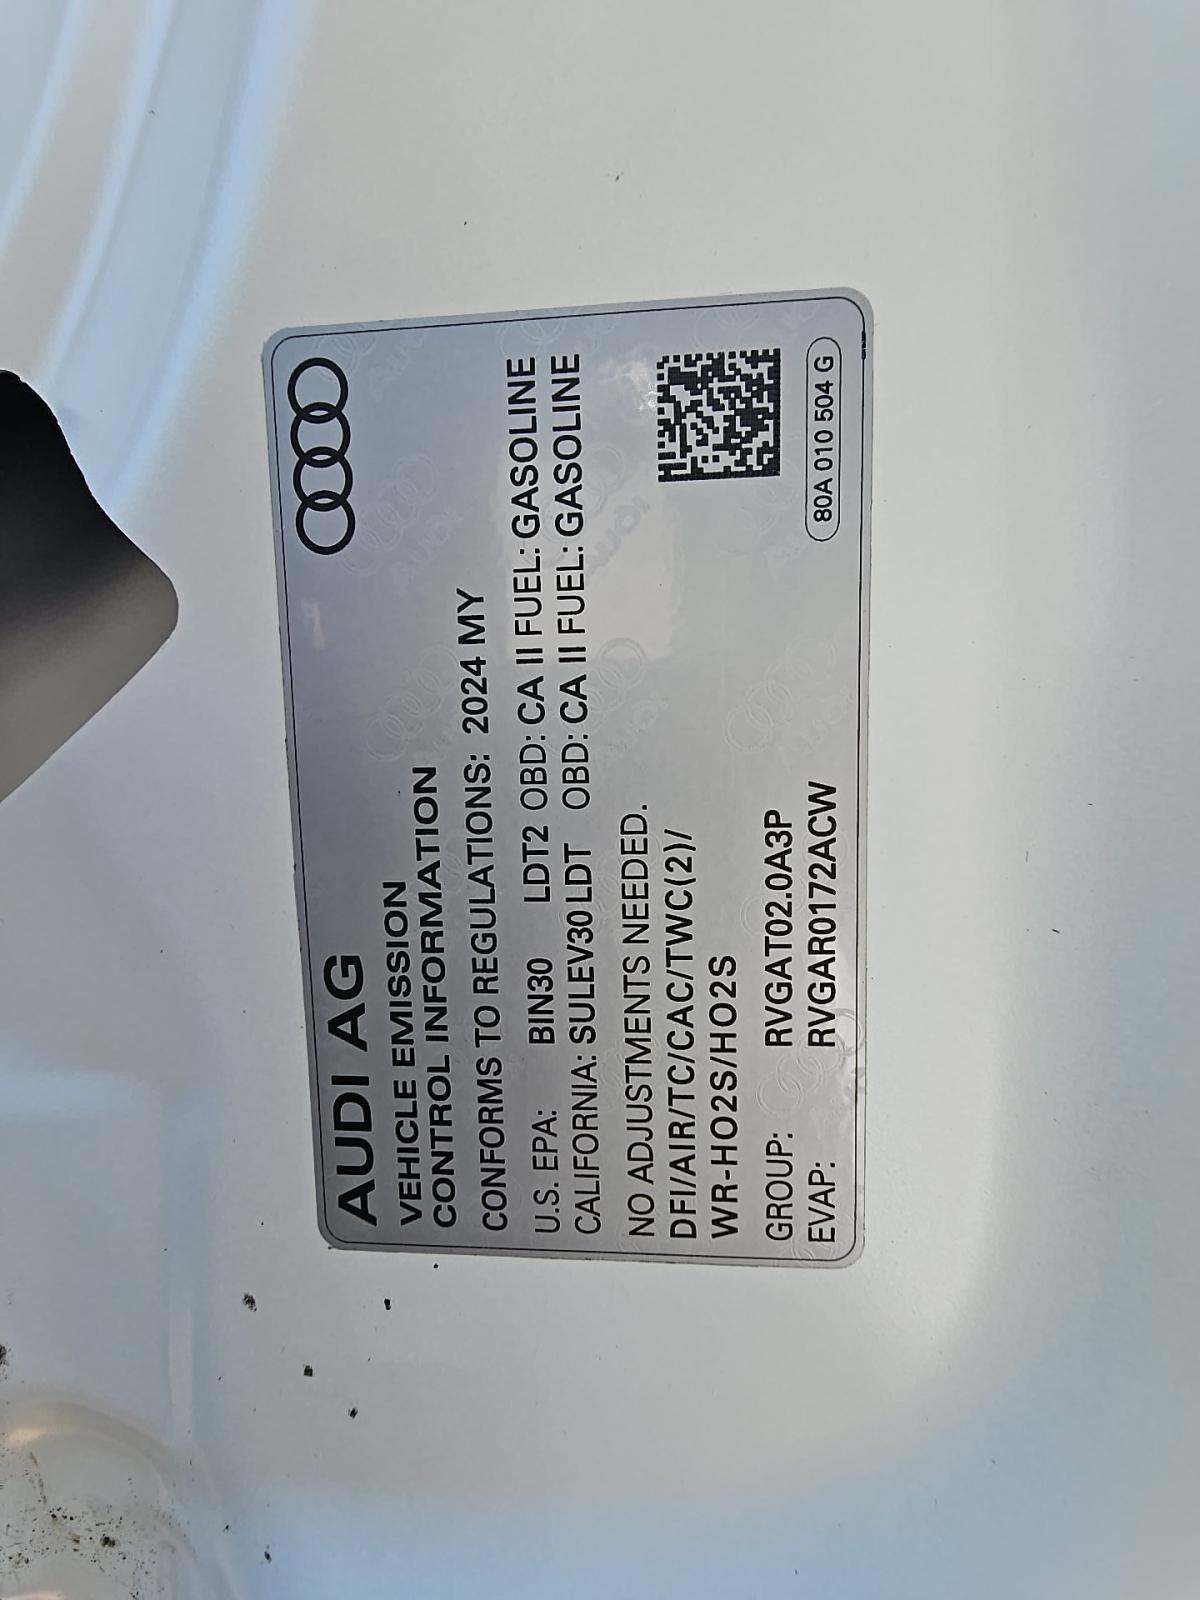 AUDI AG
VEHICLE EMISSION
CONTROL INFORMATION
CONFORMS TO REGULATIONS: 2024 MY
U.S. EPA: BIN30 LDT2 OBD: CA II FUEL: GASOLINE
CALIFORNIA: SULEV30 LDT OBD: CA II FUEL: GASOLINE
NO ADJUSTMENTS NEEDED.
DFI/AIR/TC/CAC/TWC(2)/
WR-HO2S/HO2S
GROUP: RVGAT02.0A3P
EVAP: RVGAR0172ACW
80A 010 504 G